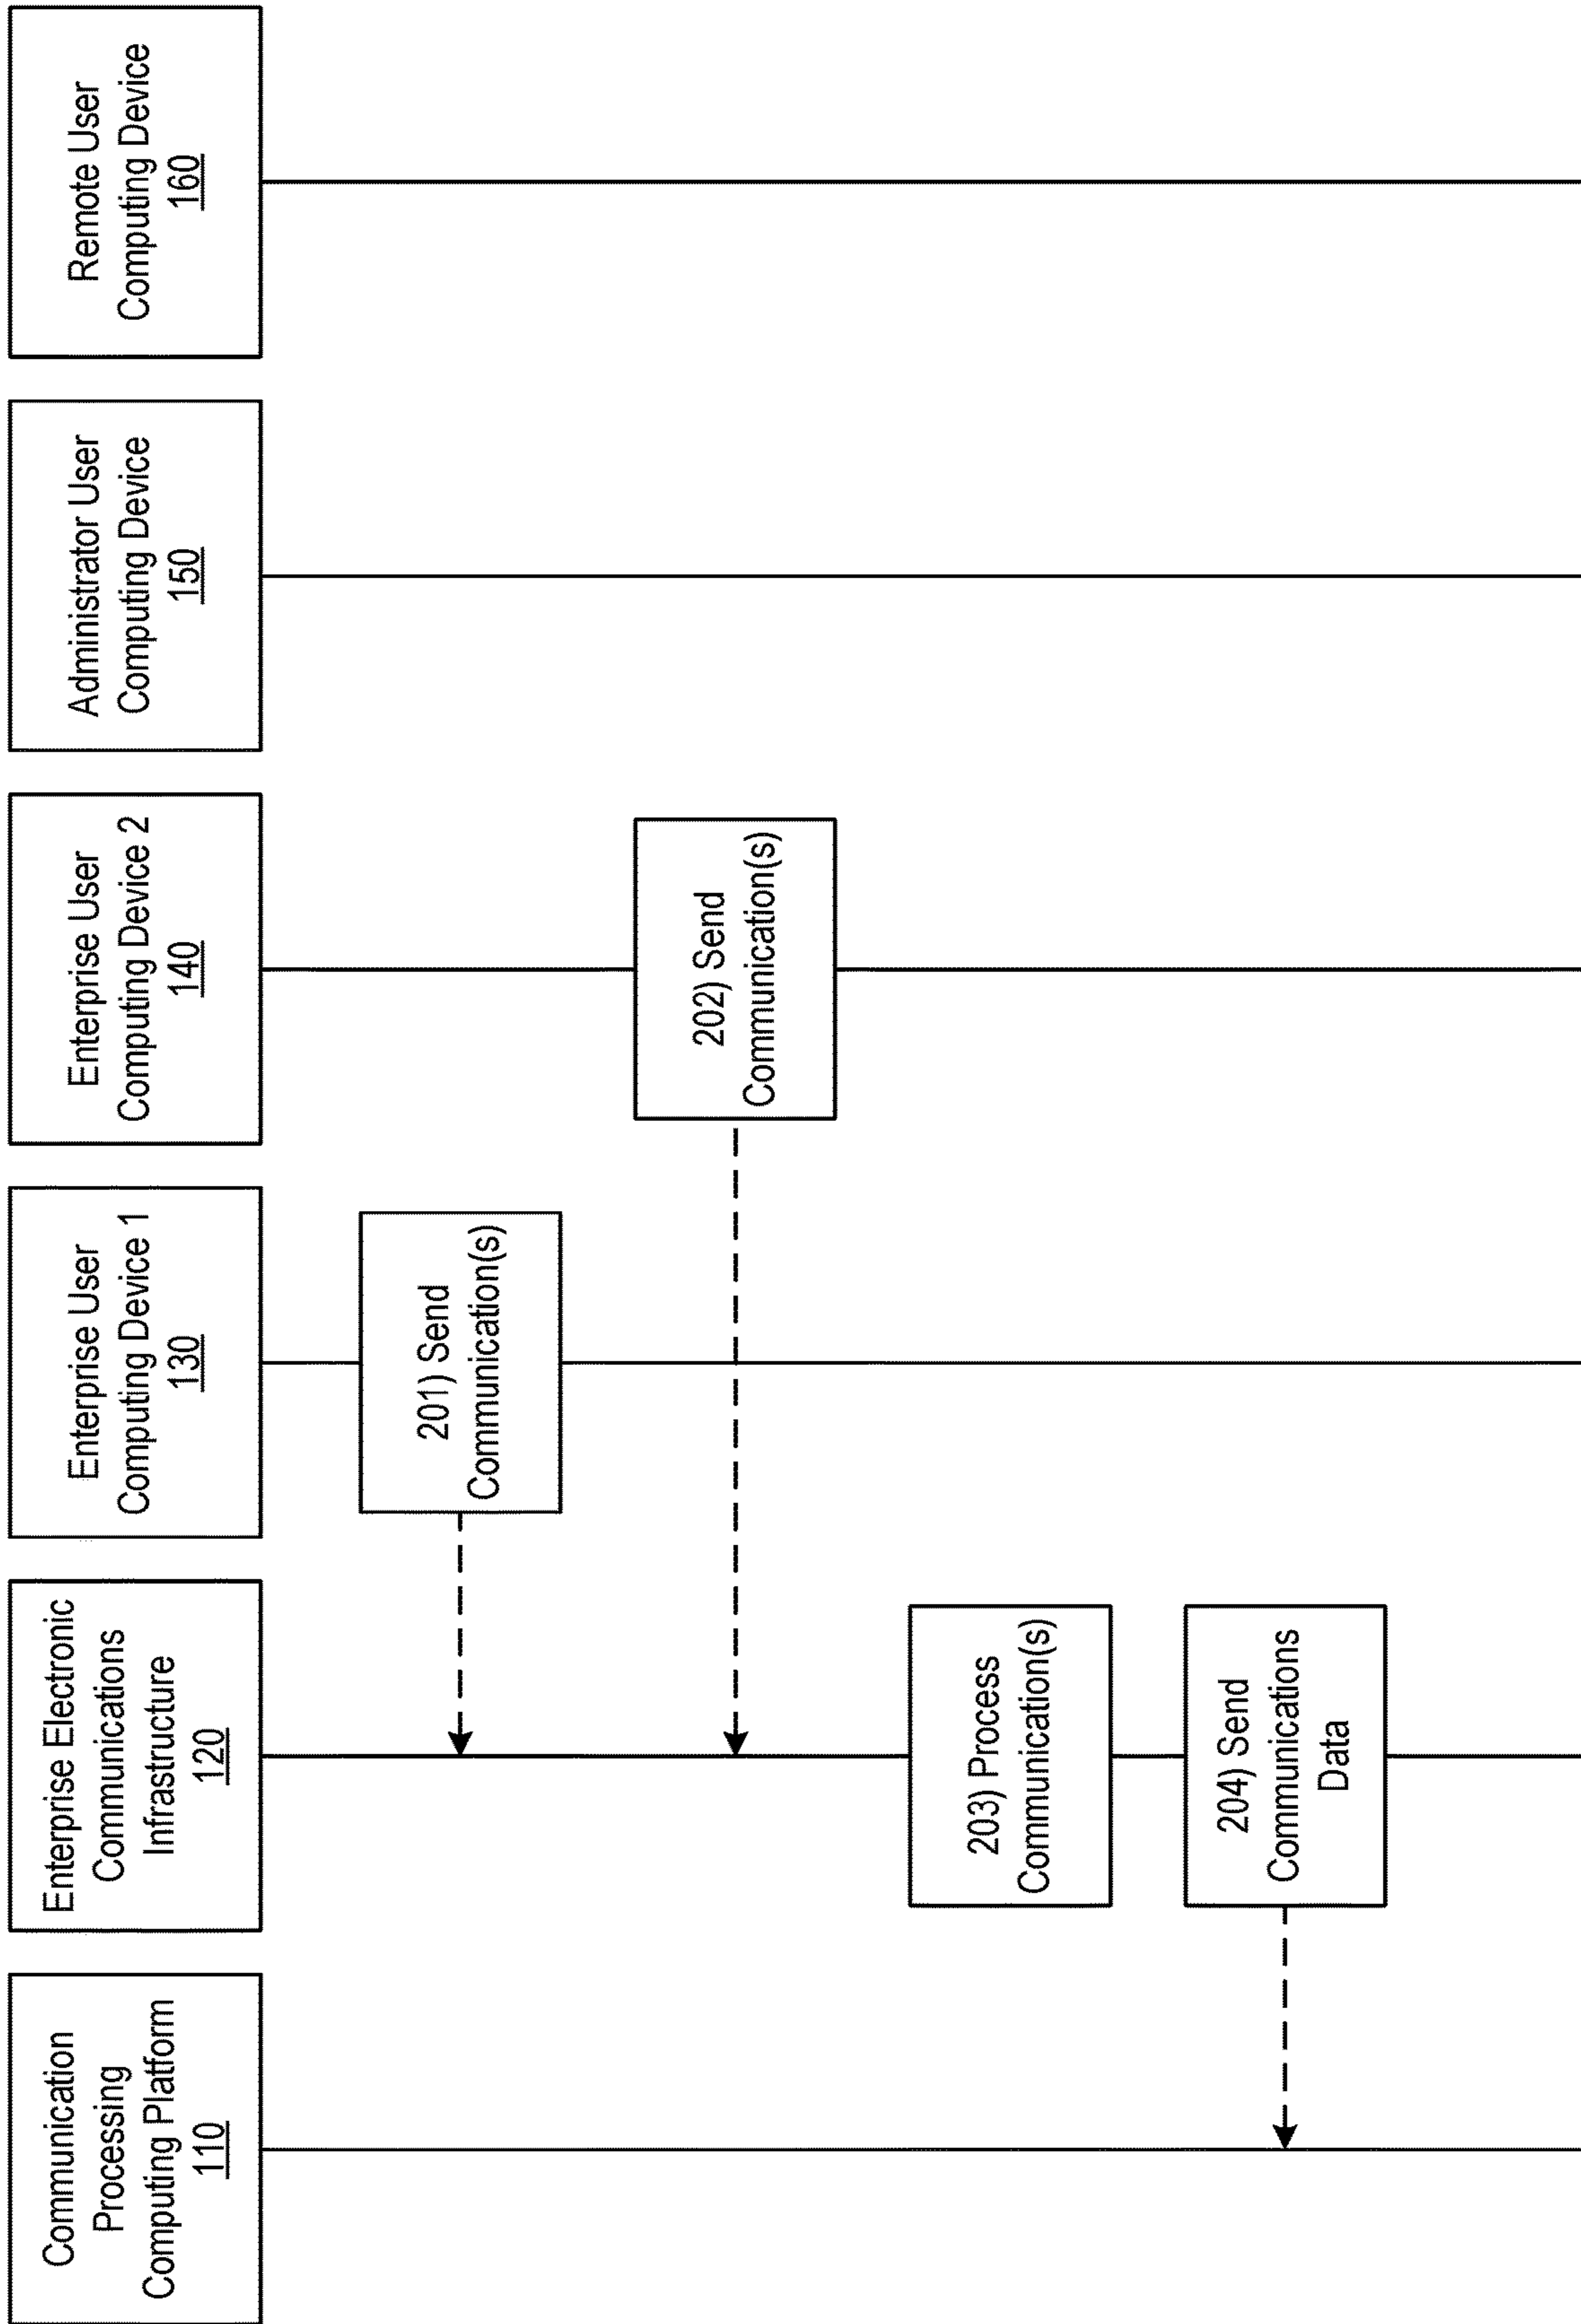 Communication
Processing
Computing Platform
110
Enterprise Electronic
Communications
Infrastructure
120
Enterprise User
Computing Device 1
130
Enterprise User
Computing Device 2
140
Administrator User
Computing Device
150
Remote User
Computing Device
160
201) Send
Communication(s)
202) Send
Communication(s)
203) Process
Communication(s)
204) Send
Communications
Data